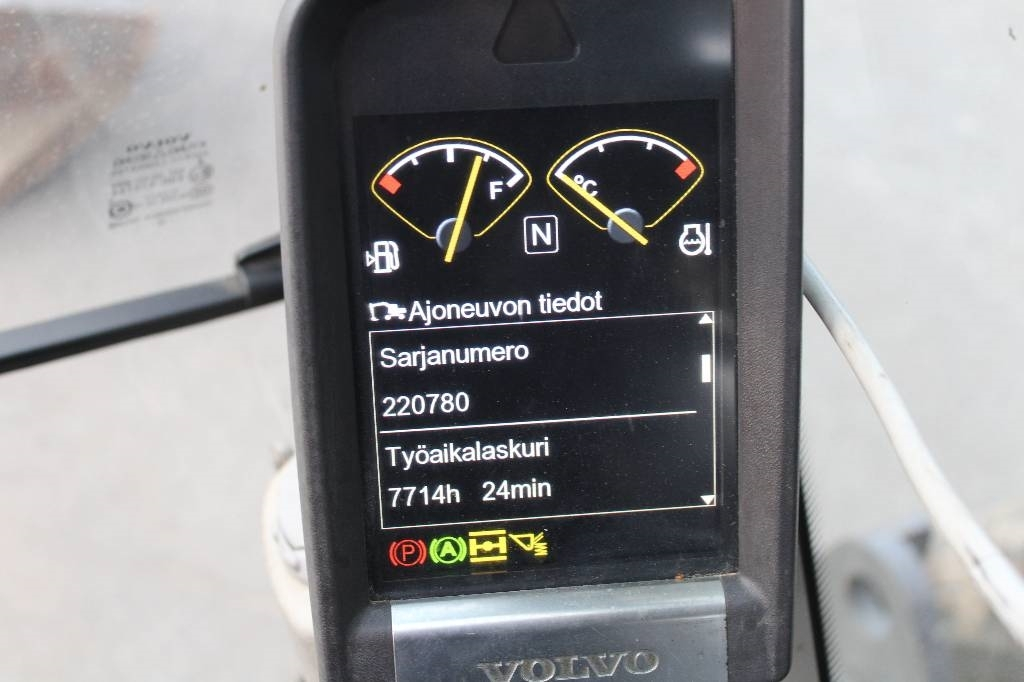 F
°C
N
Ajoneuvon tiedot
Sarjanumero
220780
Työaikalaskuri
7714h 24min
P A
VOLVO